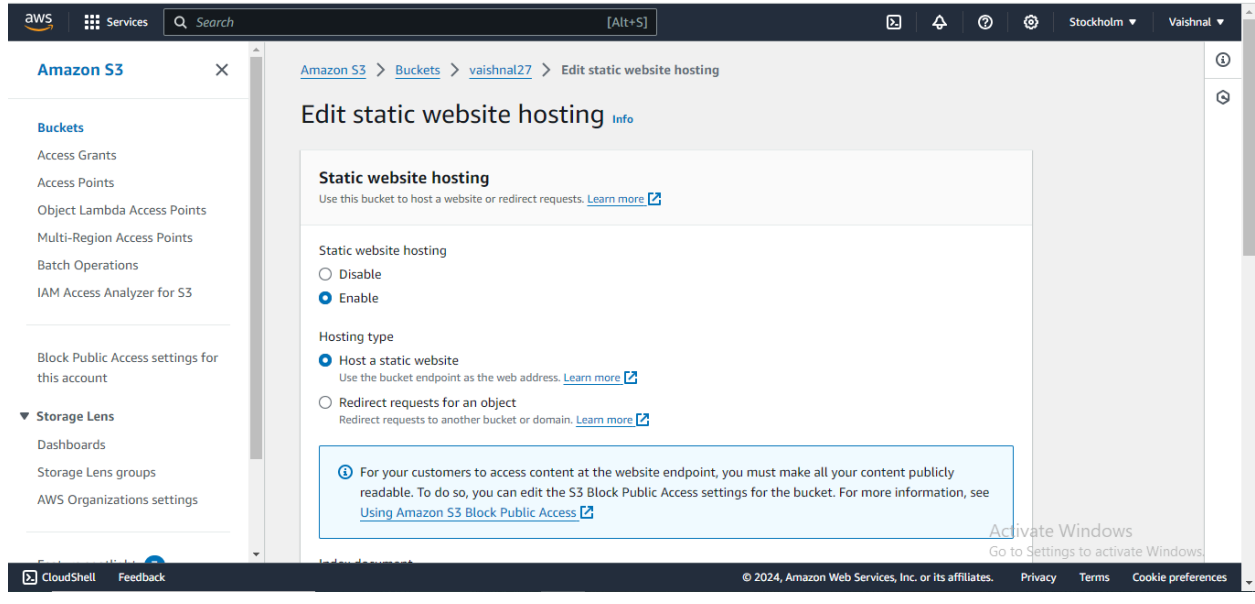 aws Services Search [Alt+S] Stockholm ▼ Vaishnal ▼
Amazon S3
Buckets
Access Grants
Access Points
Object Lambda Access Points
Multi-Region Access Points
Batch Operations
IAM Access Analyzer for S3
Block Public Access settings for
this account
▼ Storage Lens
Dashboards
Storage Lens groups
AWS Organizations settings
Amazon S3 > Buckets > vaishnal27 > Edit static website hosting
Edit static website hosting Info
Static website hosting
Use this bucket to host a website or redirect requests. Learn more
Static website hosting
Disable
Enable
Hosting type
Host a static website
Use the bucket endpoint as the web address. Learn more
Redirect requests for an object
Redirect requests to another bucket or domain. Learn more
For your customers to access content at the website endpoint, you must make all your content publicly
readable. To do so, you can edit the S3 Block Public Access settings for the bucket. For more information, see
Using Amazon S3 Block Public Access
Index document
Activate Windows
Go to Settings to activate Windows.
CloudShell Feedback © 2024, Amazon Web Services, Inc. or its affiliates. Privacy Terms Cookie preferences